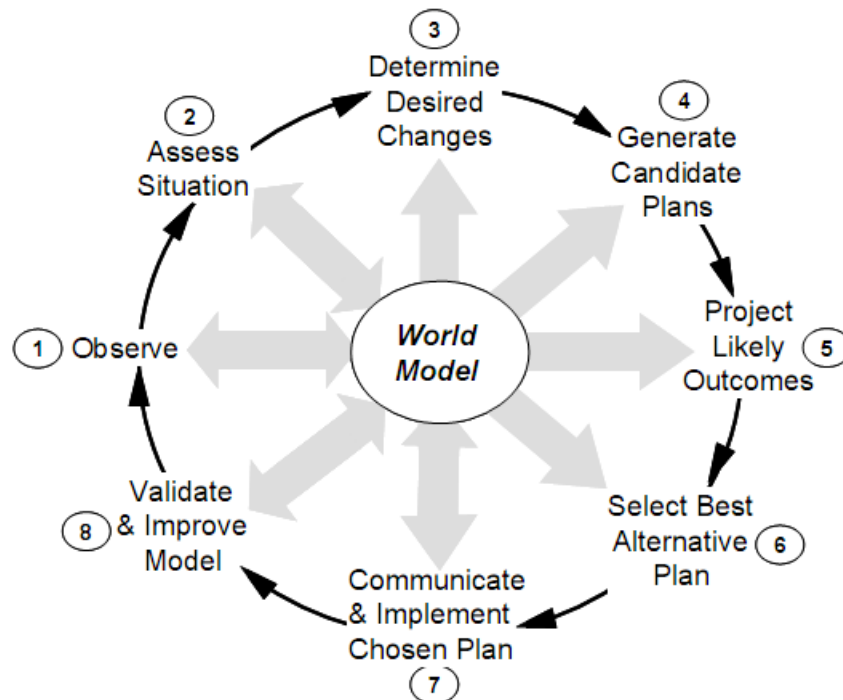 3
Determine
Desired
Changes
4
Generate
Candidate
Plans
2
Assess
Situation
Project
Likely
Outcomes
5
1
Observe
World
Model
Select Best
Alternative
Plan
6
Validate
& Improve
Model
8
Communicate
& Implement
Chosen Plan
7